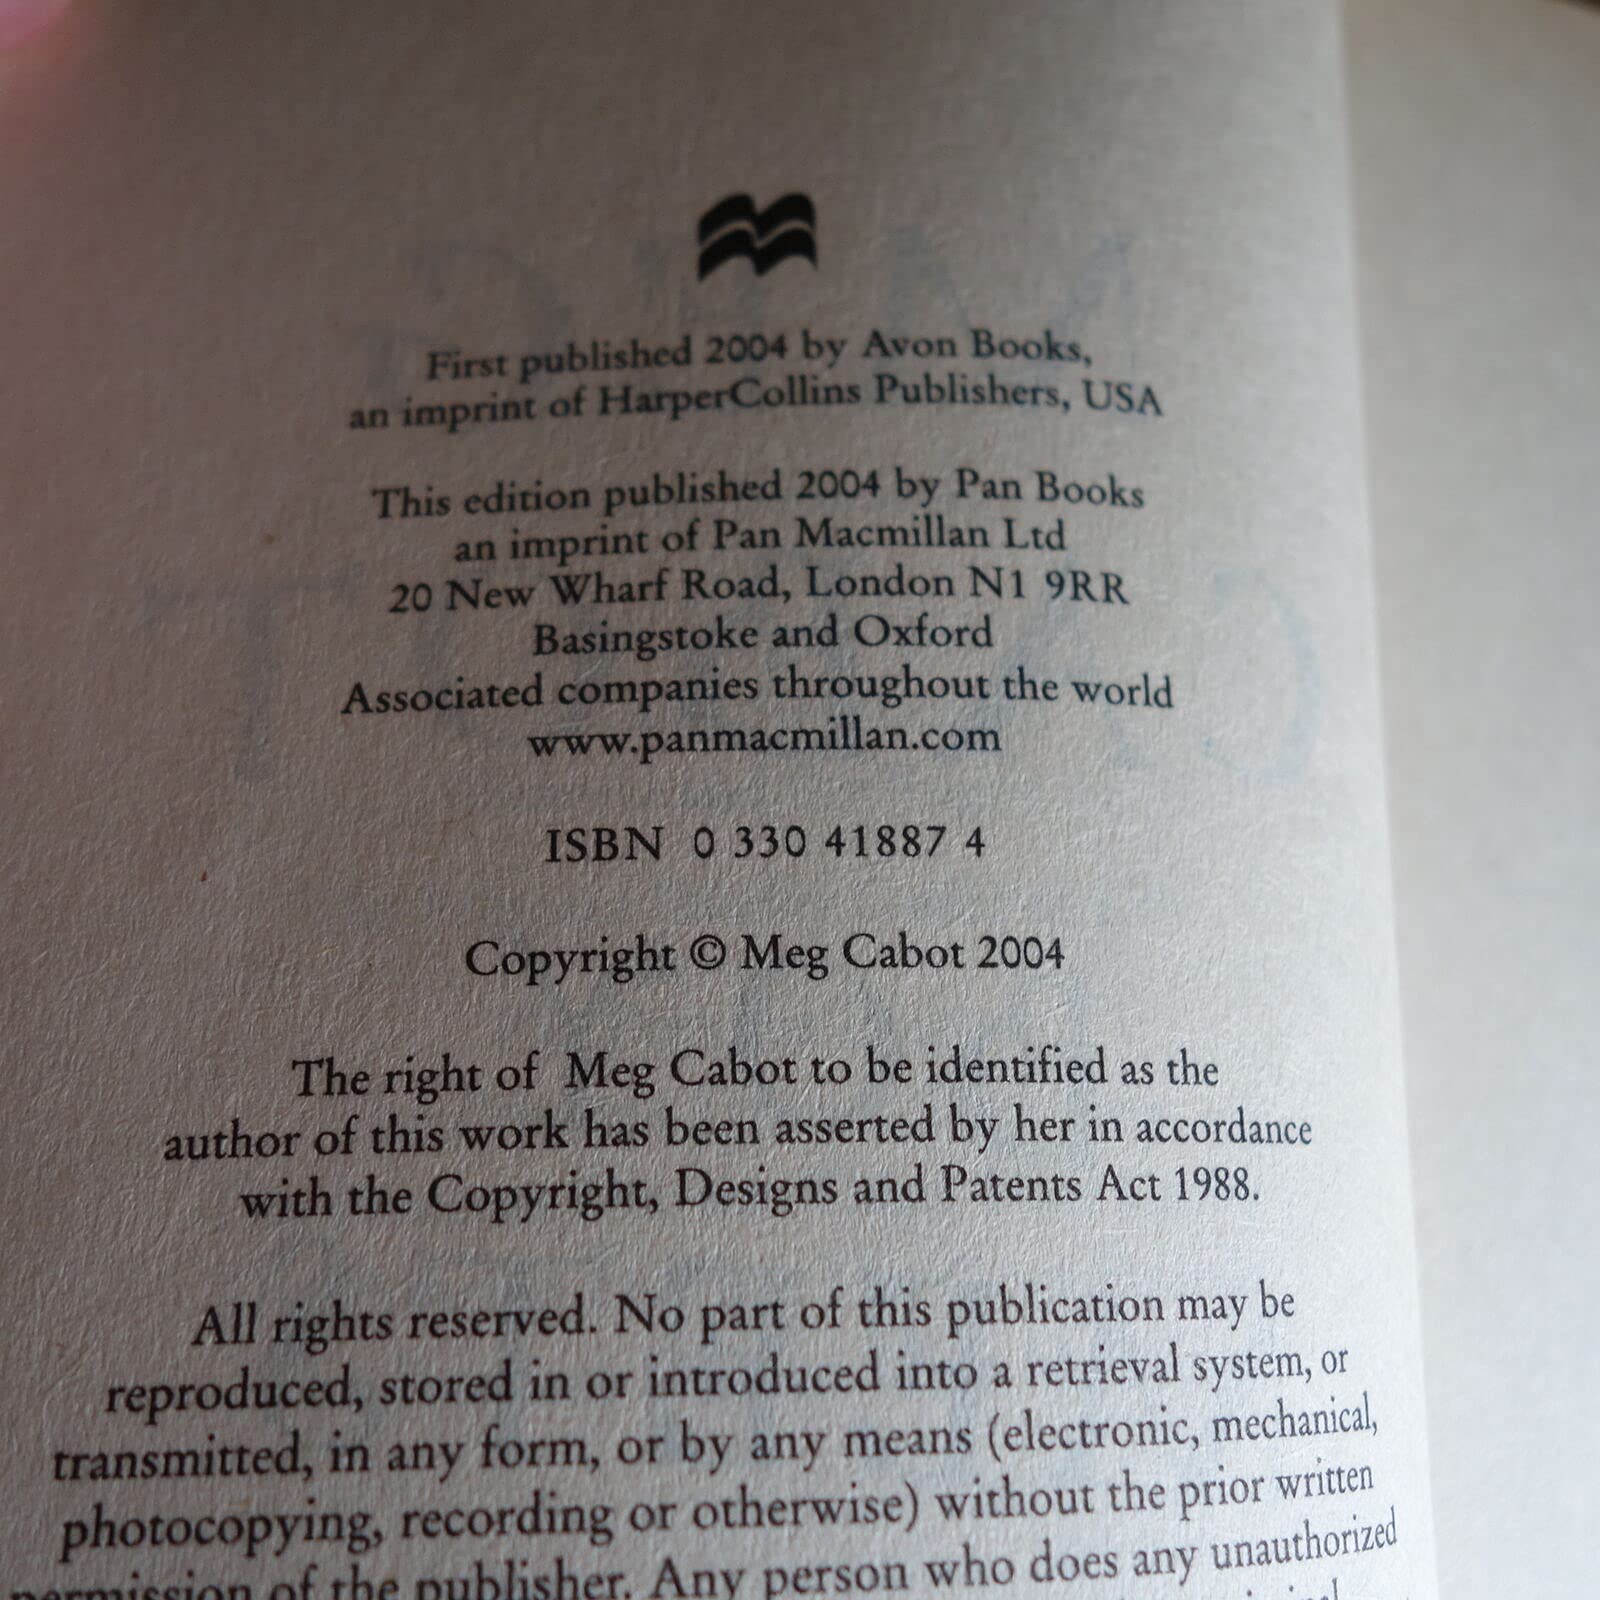 First published 2004 by Avon Books,
an imprint of HarperCollins Publishers, USA
This edition published 2004 by Pan Books
an imprint of Pan Macmillan Ltd
20 New Wharf Road, London N1 9RR
Basingstoke and Oxford
Associated companies throughout the world
www.panmacmillan.com
ISBN 0 330 41887 4
Copyright © Meg Cabot 2004
The right of Meg Cabot to be identified as the
author of this work has been asserted by her in accordance
with the Copyright, Designs and Patents Act 1988.
All rights reserved. No part of this publication may be
reproduced, stored in or introduced into a retrieval system, or
transmitted, in any form, or by any means (electronic, mechanical,
photocopying, recording or otherwise) without the prior written
permission of the publisher. Any person who does any unauthorized